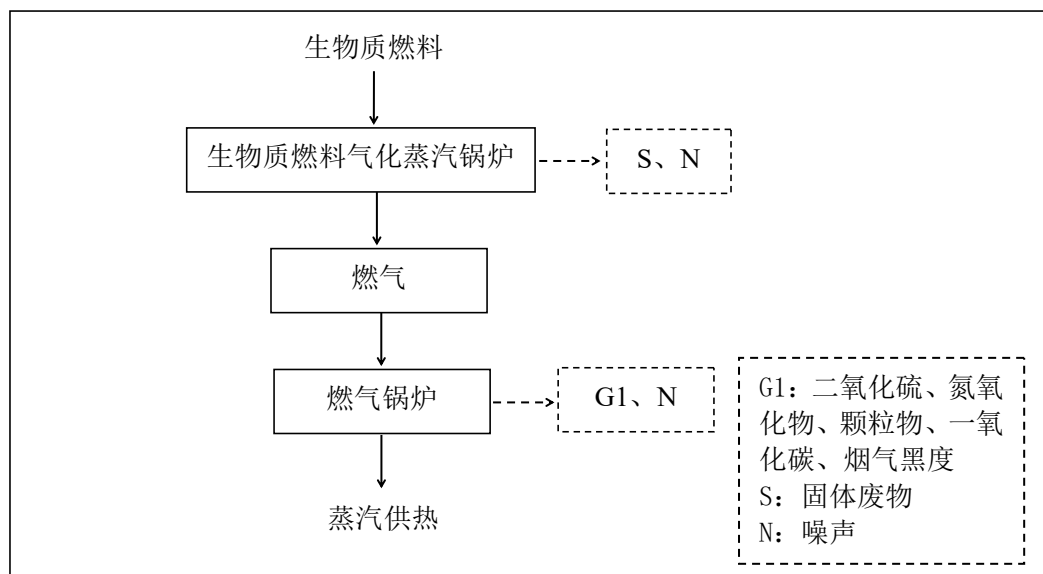 生物质燃料
生物质燃料气化蒸汽锅炉
S、N
燃气
燃气锅炉
G1、N
蒸汽供热
G1：二氧化硫、氮氧
化物、颗粒物、一氧
化碳、烟气黑度
S：固体废物
N：噪声